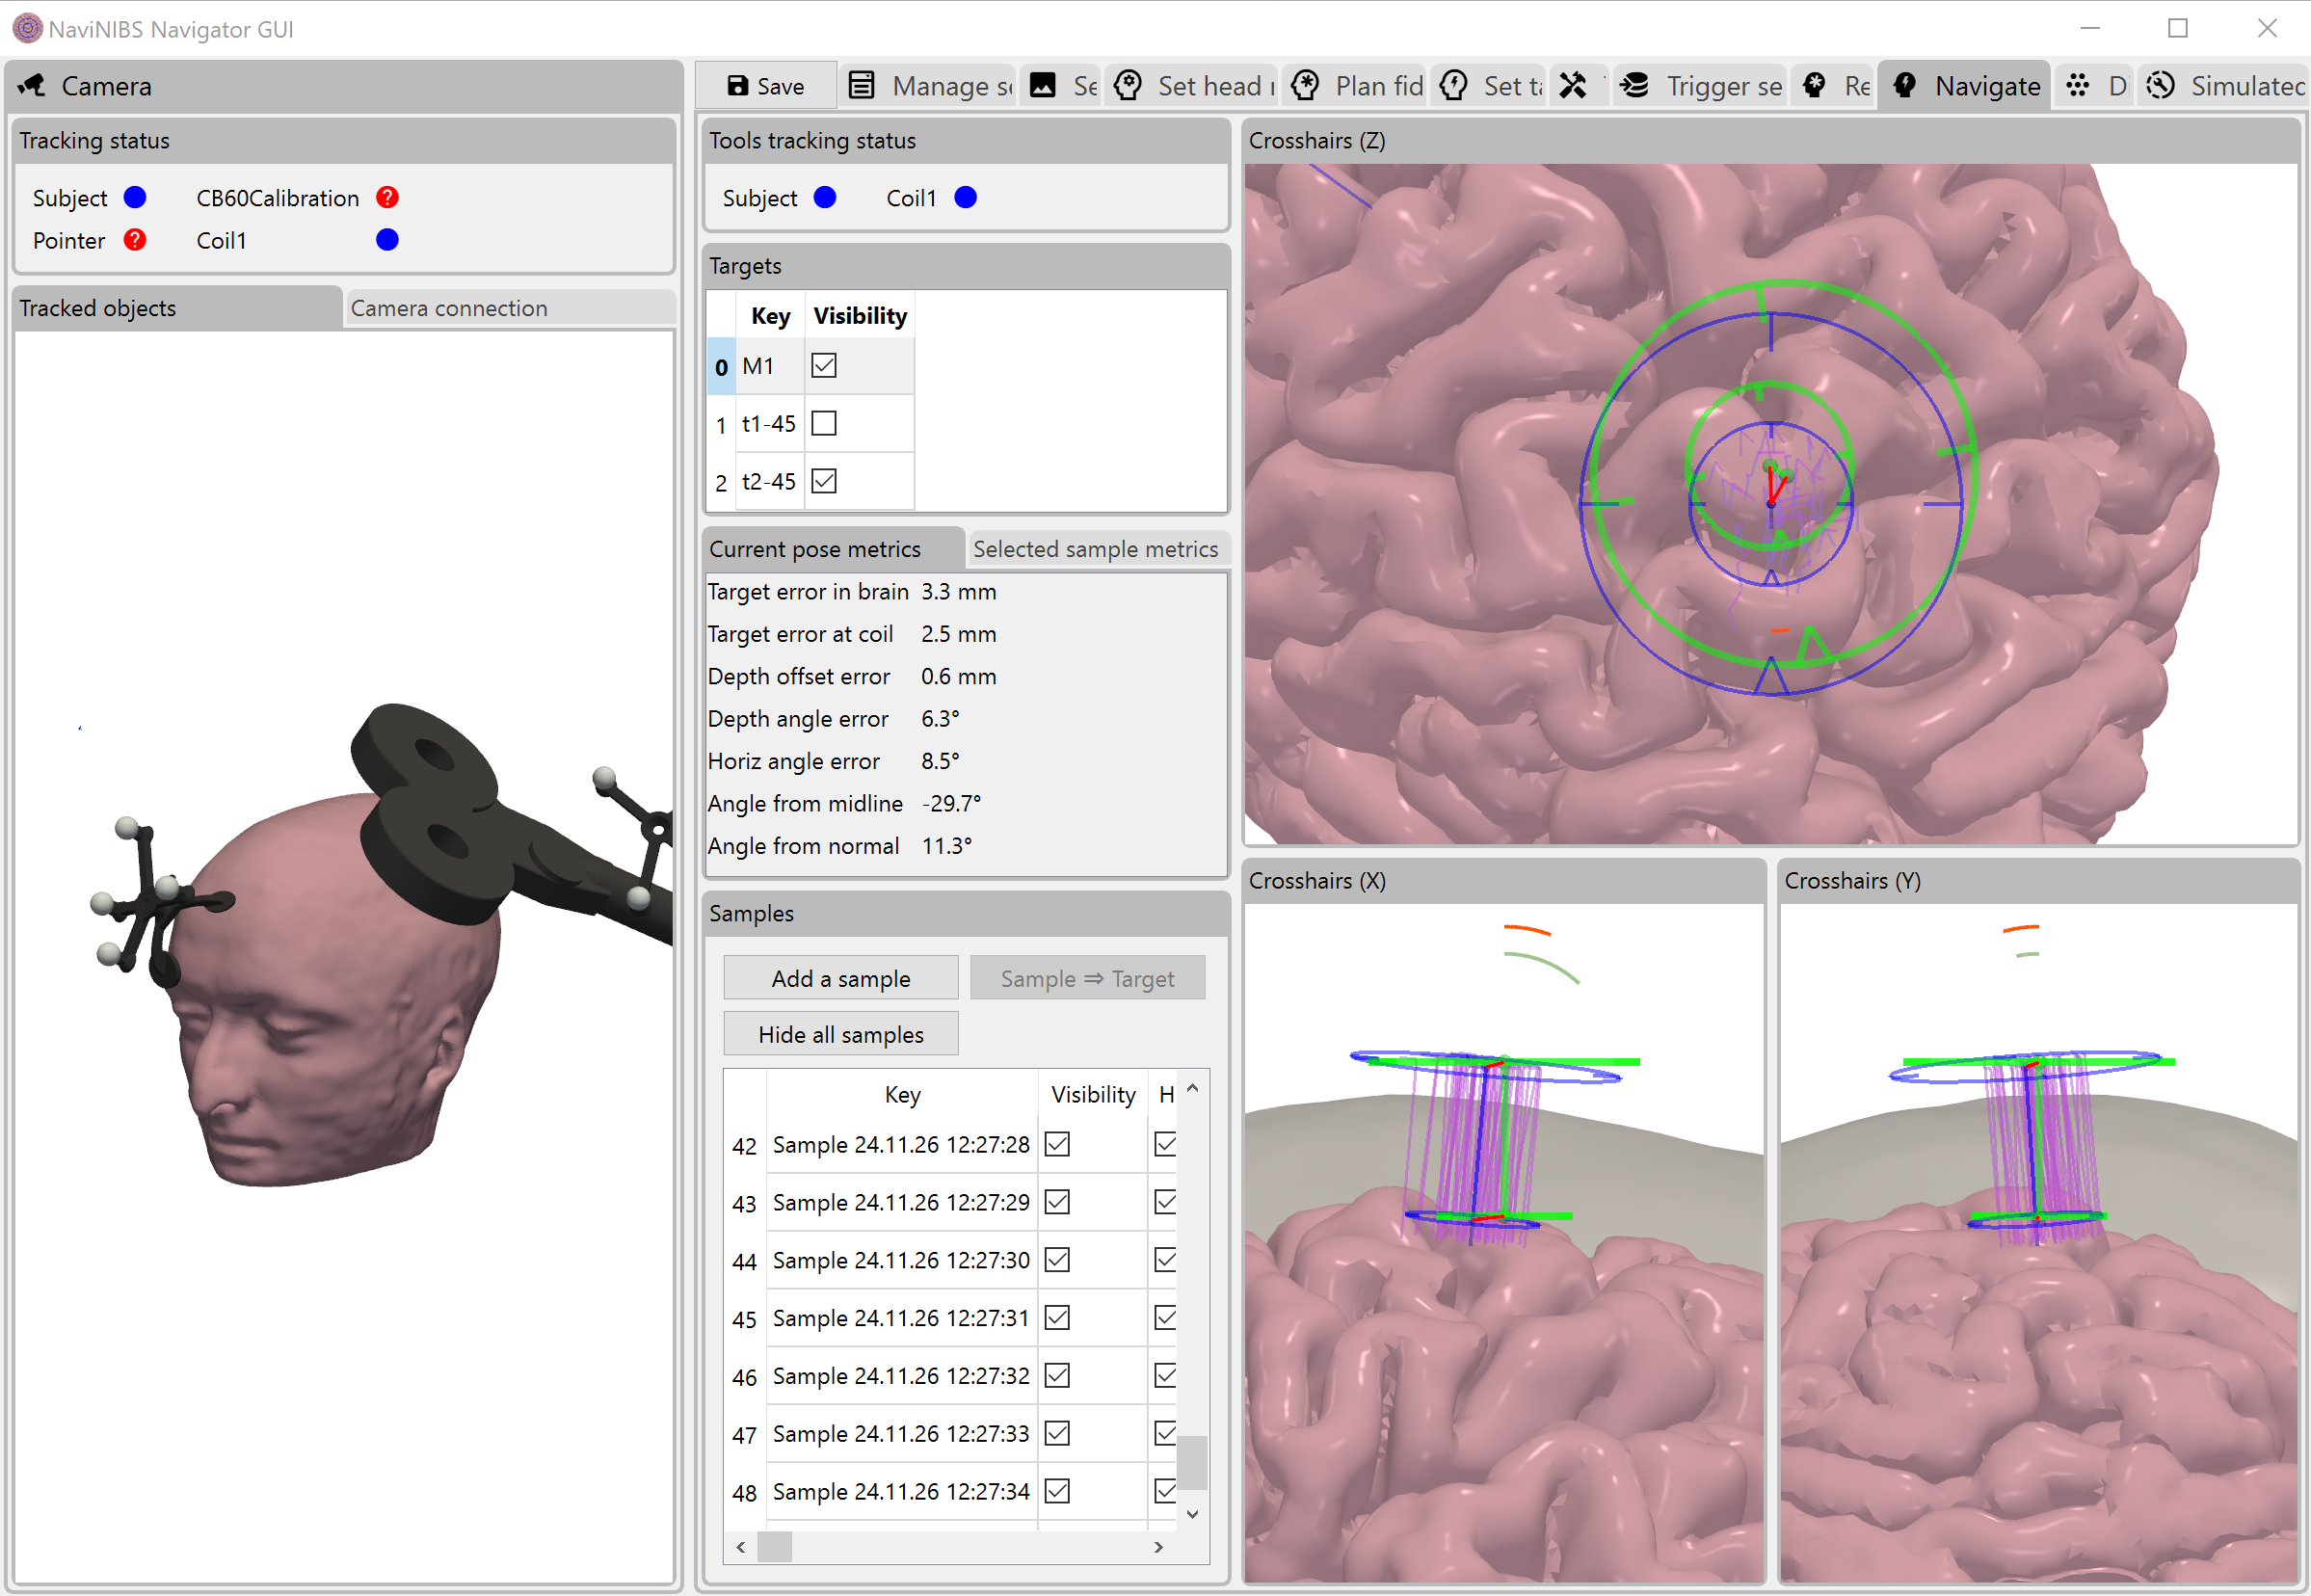 NaviNIBS Navigator GUI
Camera
Tracking status
Subject CB60Calibration ?
Pointer ? Coil1
Tracked objects Camera connection
Save Manage Set head Plan fid Set Trigger se Re Navigate Simulated
Tools tracking status
Subject Coil1
Targets
Key Visibility
0 M1
1 t1-45
2 t2-45
Current pose metrics Selected sample metrics
Target error in brain 3.3 mm
Target error at coil 2.5 mm
Depth offset error 0.6 mm
Depth angle error 6.3°
Horiz angle error 8.5°
Angle from midline -29.7°
Angle from normal 11.3°
Samples
Add a sample Sample ⇒ Target
Hide all samples
Key Visibility H
42 Sample 24.11.26 12:27:28
43 Sample 24.11.26 12:27:29
44 Sample 24.11.26 12:27:30
45 Sample 24.11.26 12:27:31
46 Sample 24.11.26 12:27:32
47 Sample 24.11.26 12:27:33
48 Sample 24.11.26 12:27:34
Crosshairs (Z)
Crosshairs (X)
Crosshairs (Y)